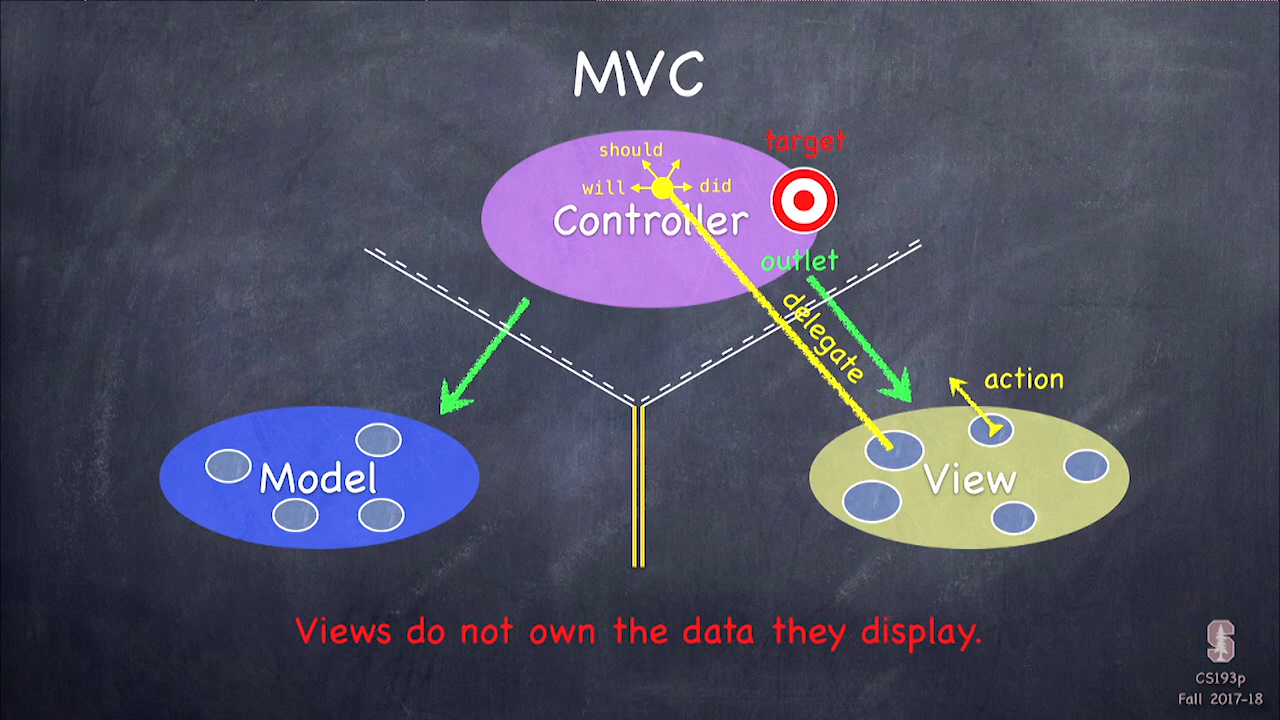 MVC
target
should
will
did
Controller
outlet
delegate
action
Model
View
Views do not own the data they display.
S
CS193p
Fall 2017-18